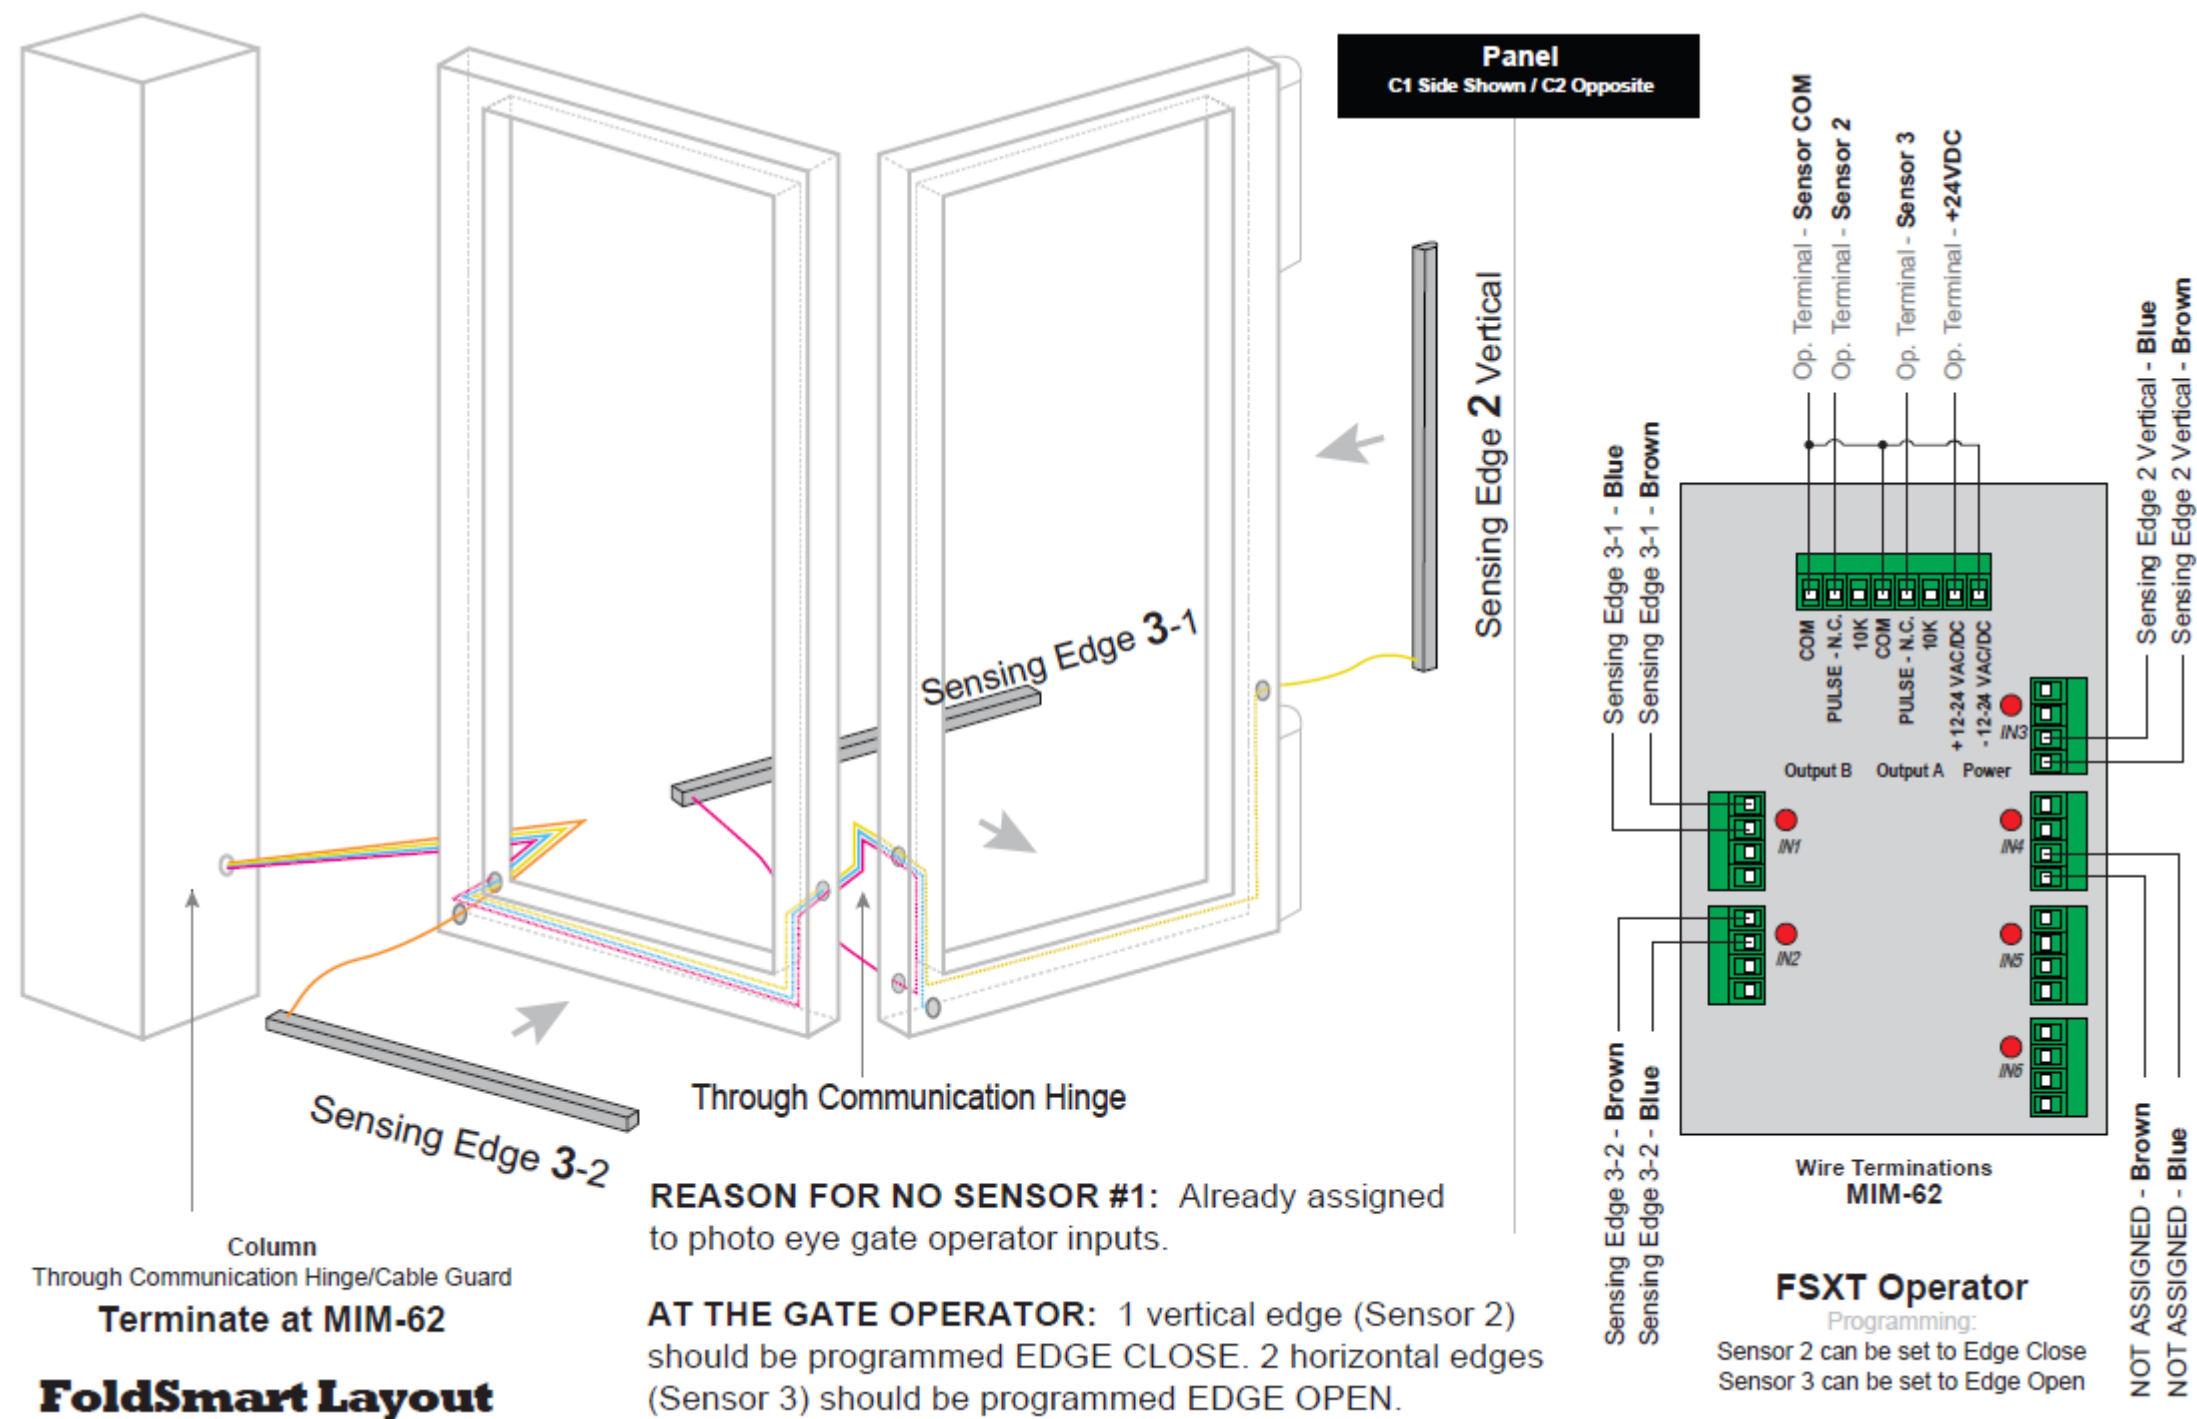 Panel
C1 Side Shown / C2 Opposite
Sensing Edge 2 Vertical
Sensing Edge 3-1
Sensing Edge 3-2
Through Communication Hinge
Column
Through Communication Hinge/Cable Guard
Terminate at MIM-62
FoldSmart Layout
REASON FOR NO SENSOR #1: Already assigned
to photo eye gate operator inputs.
AT THE GATE OPERATOR: 1 vertical edge (Sensor 2)
should be programmed EDGE CLOSE. 2 horizontal edges
(Sensor 3) should be programmed EDGE OPEN.
Op. Terminal - Sensor COM
Op. Terminal - Sensor 2
Op. Terminal - Sensor 3
Op. Terminal - +24VDC
Sensing Edge 3-1 - Blue
Sensing Edge 3-1 - Brown
Sensing Edge 2 Vertical - Blue
Sensing Edge 2 Vertical - Brown
COM
PULSE - N.C.
10K
COM
PULSE - N.C.
10K
+12-24 VAC/DC
-12-24 VAC/DC
Output B
Output A
Power
IN1
IN2
IN3
IN4
IN5
IN6
Sensing Edge 3-2 - Brown
Sensing Edge 3-2 - Blue
NOT ASSIGNED - Brown
NOT ASSIGNED - Blue
Wire Terminations
MIM-62
FSXT Operator
Programming:
Sensor 2 can be set to Edge Close
Sensor 3 can be set to Edge Open